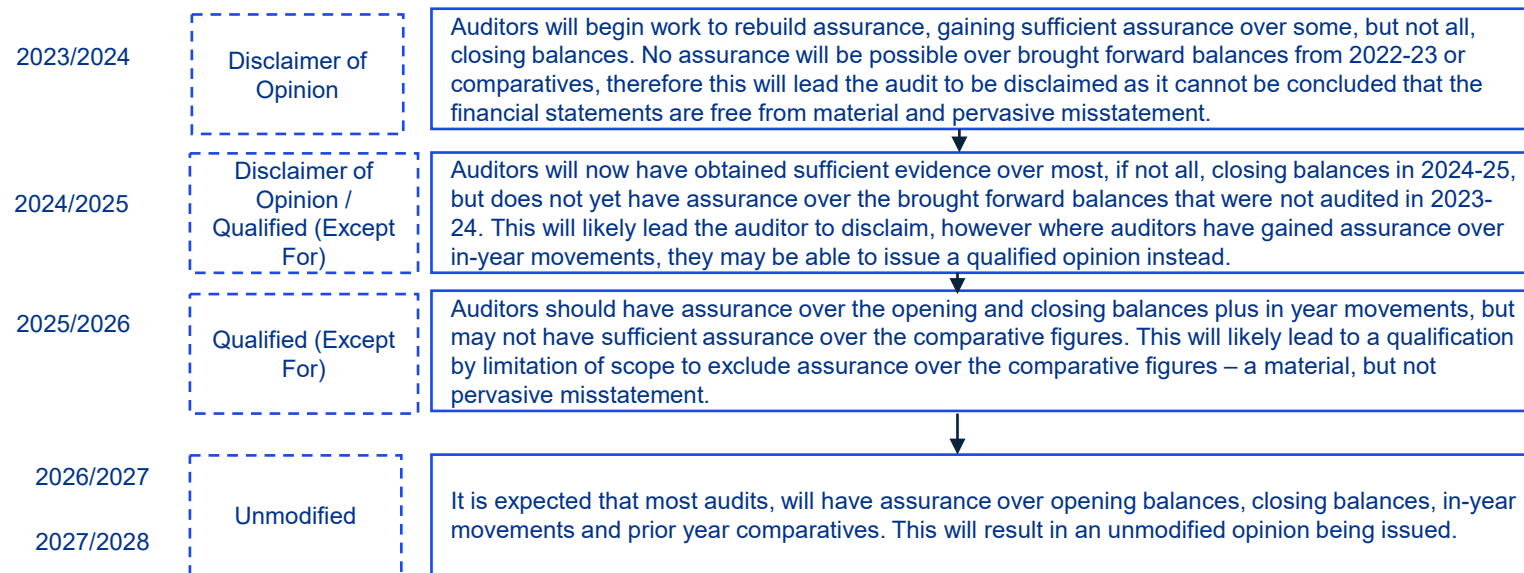 2023/2024
Disclaimer of
Opinion
Auditors will begin work to rebuild assurance, gaining sufficient assurance over some, but not all,
closing balances. No assurance will be possible over brought forward balances from 2022-23 or
comparatives, therefore this will lead the audit to be disclaimed as it cannot be concluded that the
financial statements are free from material and pervasive misstatement.
2024/2025
Disclaimer of
Opinion /
Qualified (Except
For)
Auditors will now have obtained sufficient evidence over most, if not all, closing balances in 2024-25,
but does not yet have assurance over the brought forward balances that were not audited in 2023-
24. This will likely lead the auditor to disclaim, however where auditors have gained assurance over
in-year movements, they may be able to issue a qualified opinion instead.
2025/2026
Qualified (Except
For)
Auditors should have assurance over the opening and closing balances plus in year movements, but
may not have sufficient assurance over the comparative figures. This will likely lead to a qualification
by limitation of scope to exclude assurance over the comparative figures – a material, but not
pervasive misstatement.
2026/2027
2027/2028
Unmodified
It is expected that most audits, will have assurance over opening balances, closing balances, in-year
movements and prior year comparatives. This will result in an unmodified opinion being issued.